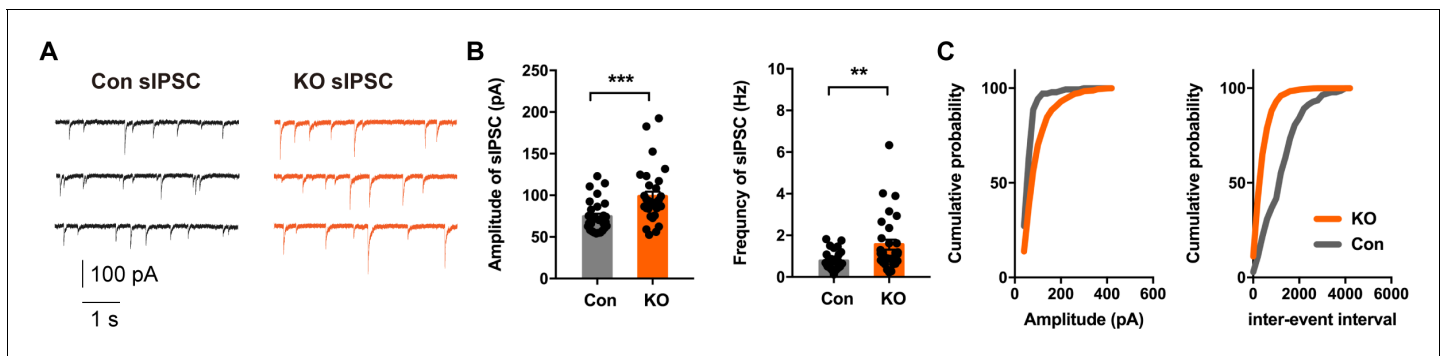 A
Con sIPSC
KO sIPSC
100 pA
1 s
B
Amplitude of sIPSC (pA)
250
200
150
100
50
0
***
Con
KO
Frequncy of sIPSC (Hz)
10
8
6
4
2
0
**
Con
KO
C
Cumulative probability
100
50
0
200
400
600
Amplitude (pA)
Cumulative probability
100
50
KO
Con
0
2000
4000
6000
inter-event interval